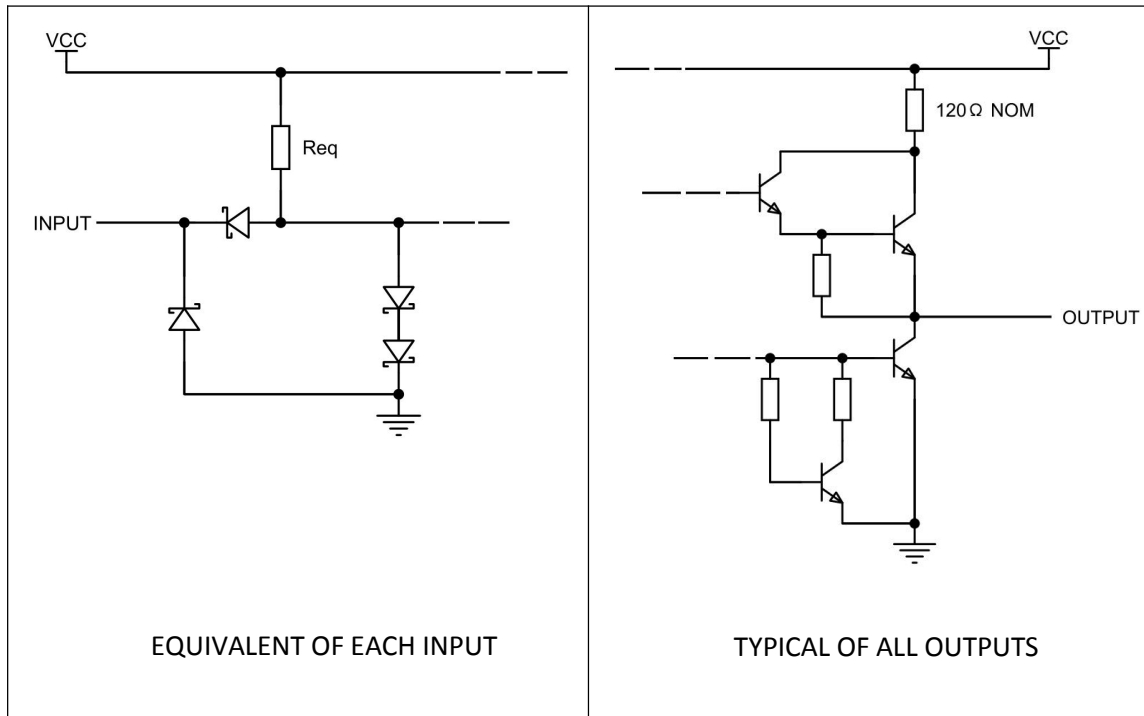 VCC
Req
INPUT
EQUIVALENT OF EACH INPUT
VCC
120Ω NOM
OUTPUT
TYPICAL OF ALL OUTPUTS